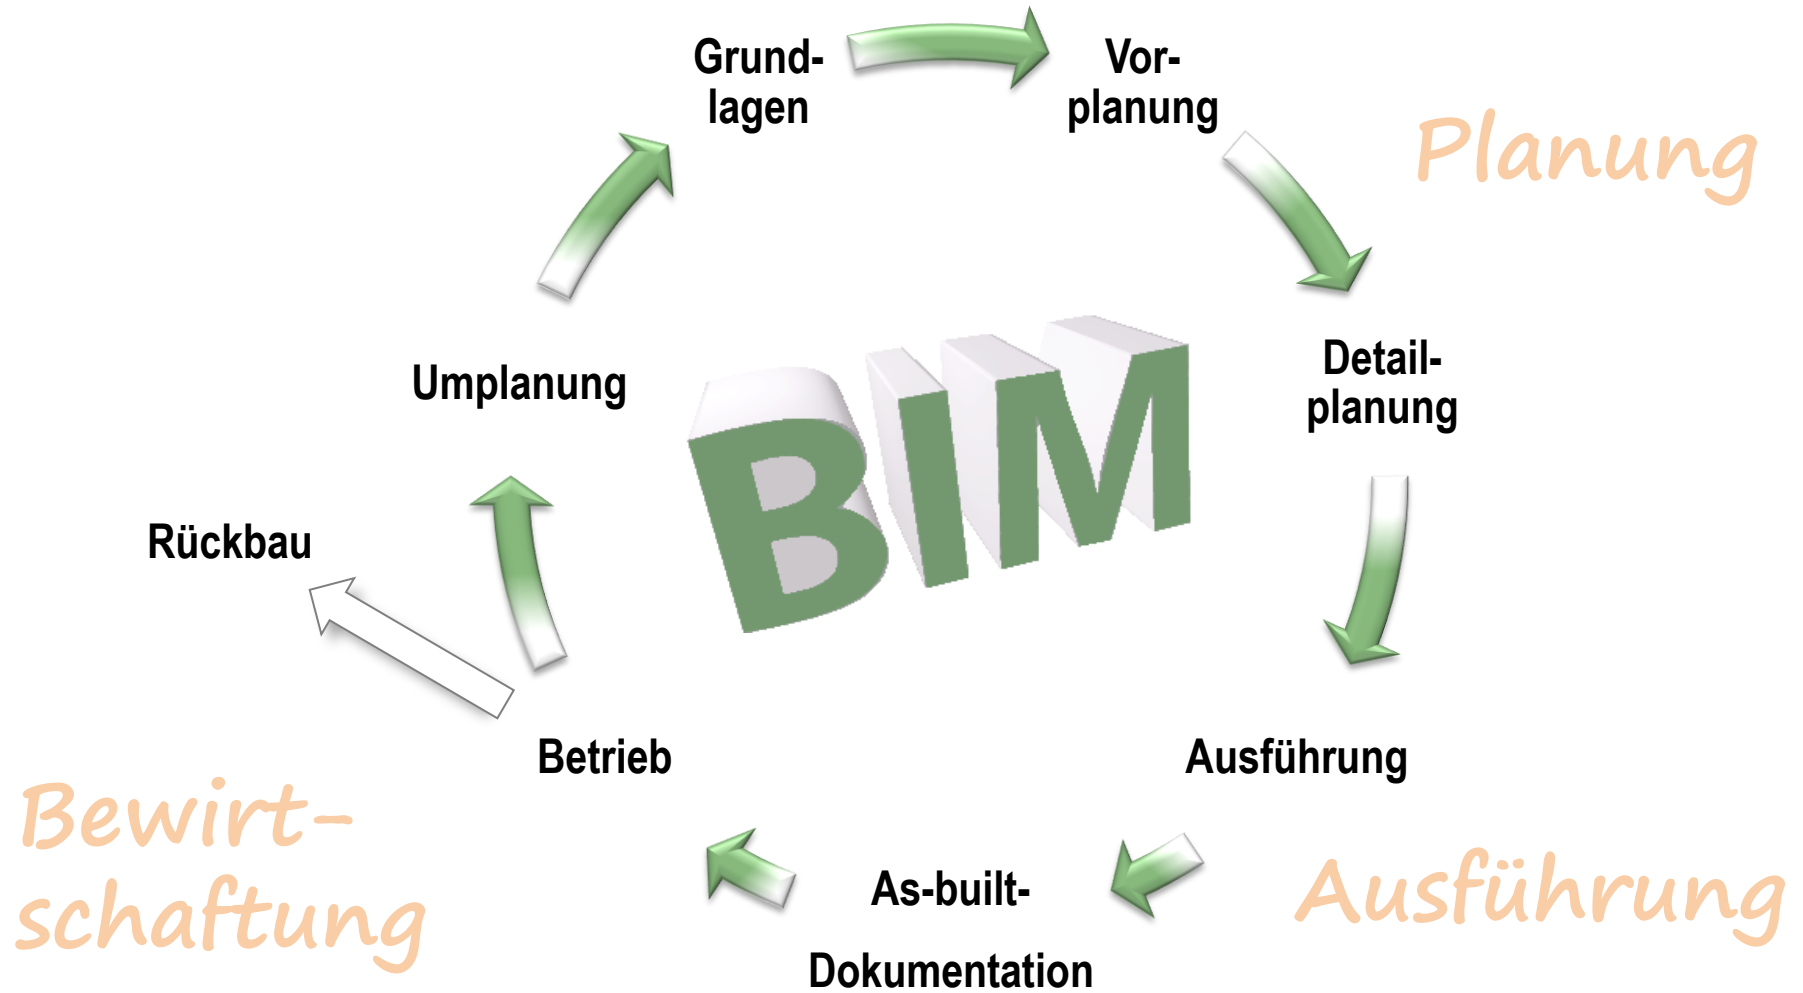 Grund-
lagen
Vor-
planung
Planung
Detail-
planung
Umplanung
BIM
Rückbau
Betrieb
Ausführung
Bewirt-
schaftung
As-built-
Dokumentation
Ausführung